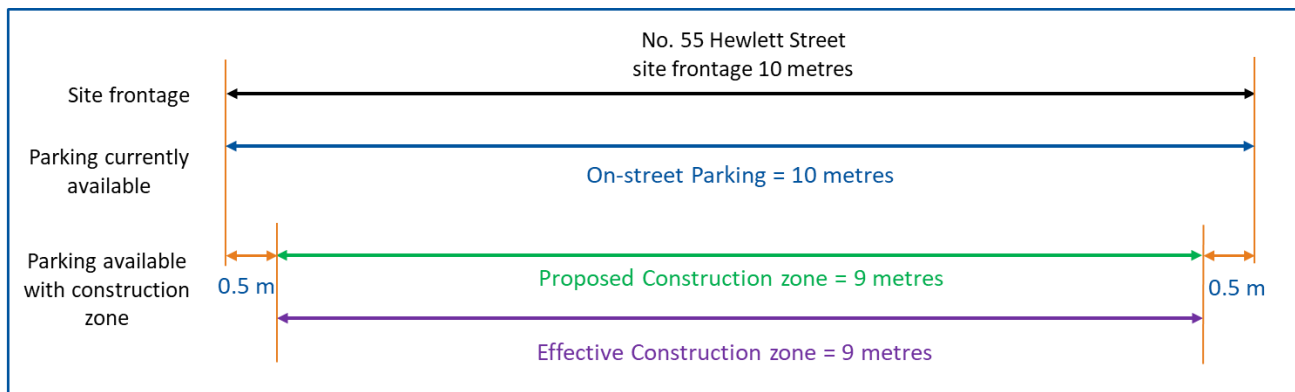 No. 55 Hewlett Street
site frontage 10 metres
Site frontage
Parking currently
available
On-street Parking = 10 metres
Parking available
with construction
zone
0.5 m
Proposed Construction zone = 9 metres
0.5 m
Effective Construction zone = 9 metres